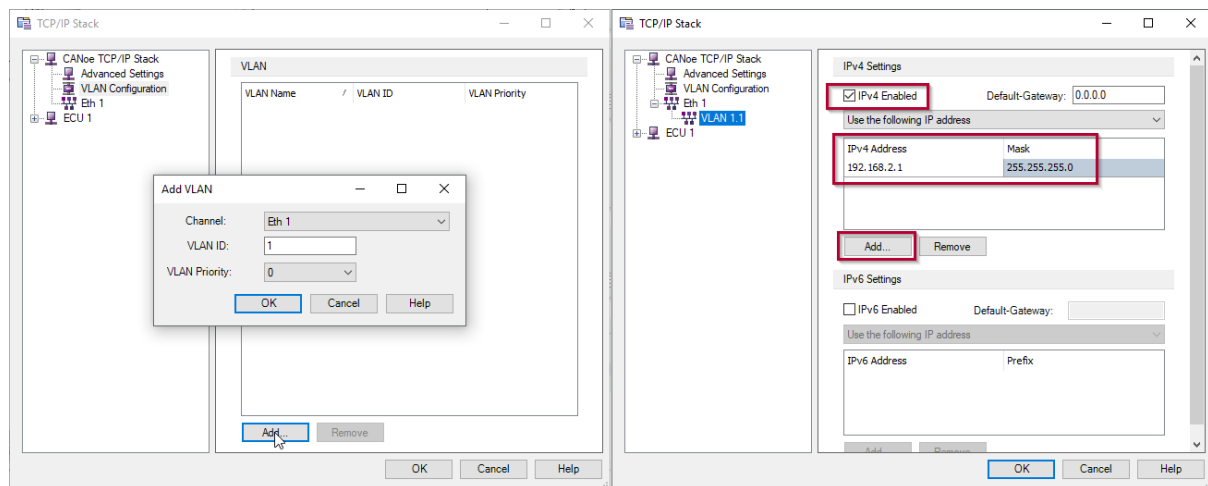 TCP/IP Stack
CANoe TCP/IP Stack
Advanced Settings
VLAN Configuration
Eth 1
ECU 1
VLAN
VLAN Name / VLAN ID VLAN Priority
Add VLAN
Channel: Eth 1
VLAN ID: 1
VLAN Priority: 0
OK Cancel Help
Add... Remove
OK Cancel Help
TCP/IP Stack
CANoe TCP/IP Stack
Advanced Settings
VLAN Configuration
Eth 1
VLAN 1.1
ECU 1
IPv4 Settings
IPv4 Enabled Default-Gateway: 0.0.0.0
Use the following IP address
IPv4 Address Mask
192.168.2.1 255.255.255.0
Add... Remove
IPv6 Settings
IPv6 Enabled Default-Gateway:
Use the following IP address
IPv6 Address Prefix
Add... Remove
OK Cancel Help